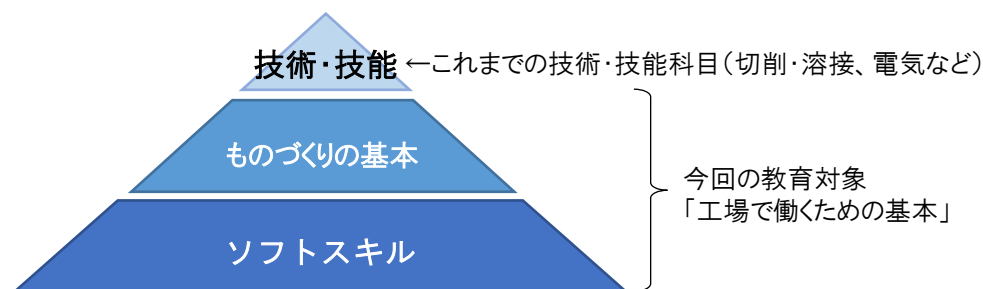 技術・技能 ←これまでの技術・技能科目(切削・溶接、電気など)
ものづくりの基本
今回の教育対象
「工場で働くための基本」
ソフトスキル